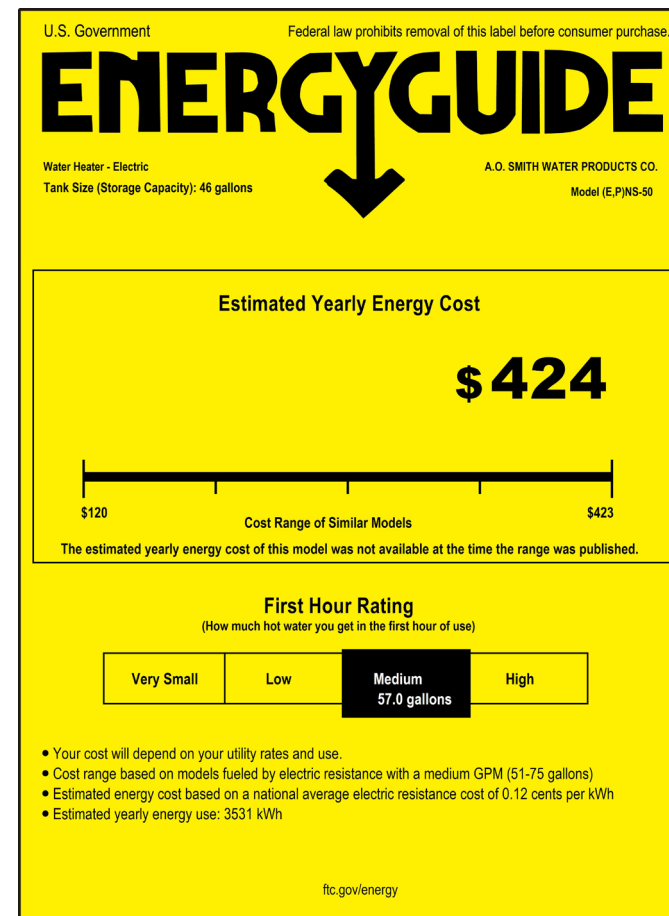 U.S. Government
Federal law prohibits removal of this label before consumer purchase.
ENERGYGUIDE
Water Heater - Electric
Tank Size (Storage Capacity): 46 gallons
A.O. SMITH WATER PRODUCTS CO.
Model (E,P)NS-50
Estimated Yearly Energy Cost
$ 424
$120
$423
Cost Range of Similar Models
The estimated yearly energy cost of this model was not available at the time the range was published.
First Hour Rating
(How much hot water you get in the first hour of use)
Very Small
Low
Medium
57.0 gallons
High
● Your cost will depend on your utility rates and use.
● Cost range based on models fueled by electric resistance with a medium GPM (51-75 gallons)
● Estimated energy cost based on a national average electric resistance cost of 0.12 cents per kWh
● Estimated yearly energy use: 3531 kWh
ftc.gov/energy